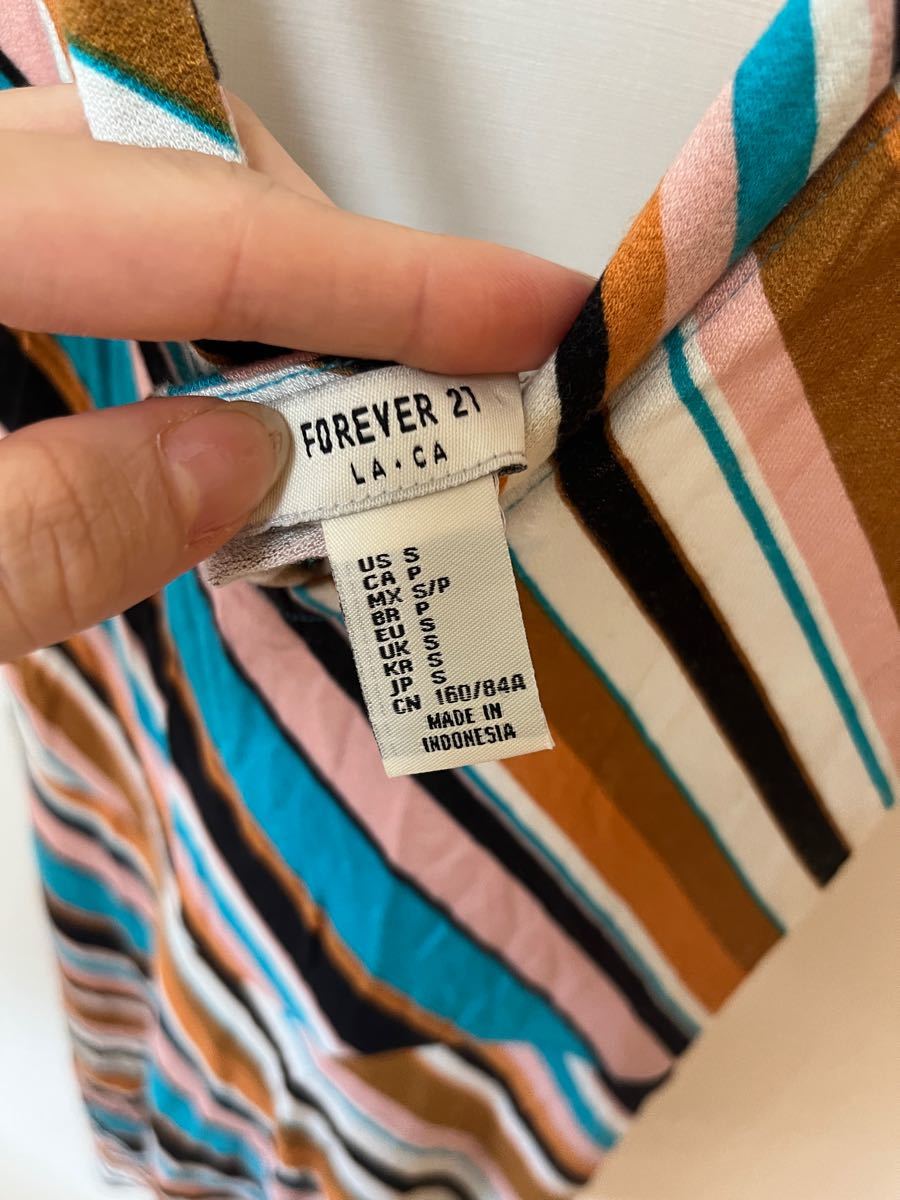 FOREVER 21
LA·CA
US S
CA P
MX S/P
BR P
EU S
UK S
KR S
JP S
CN 160/84A
MADE IN
INDONESIA